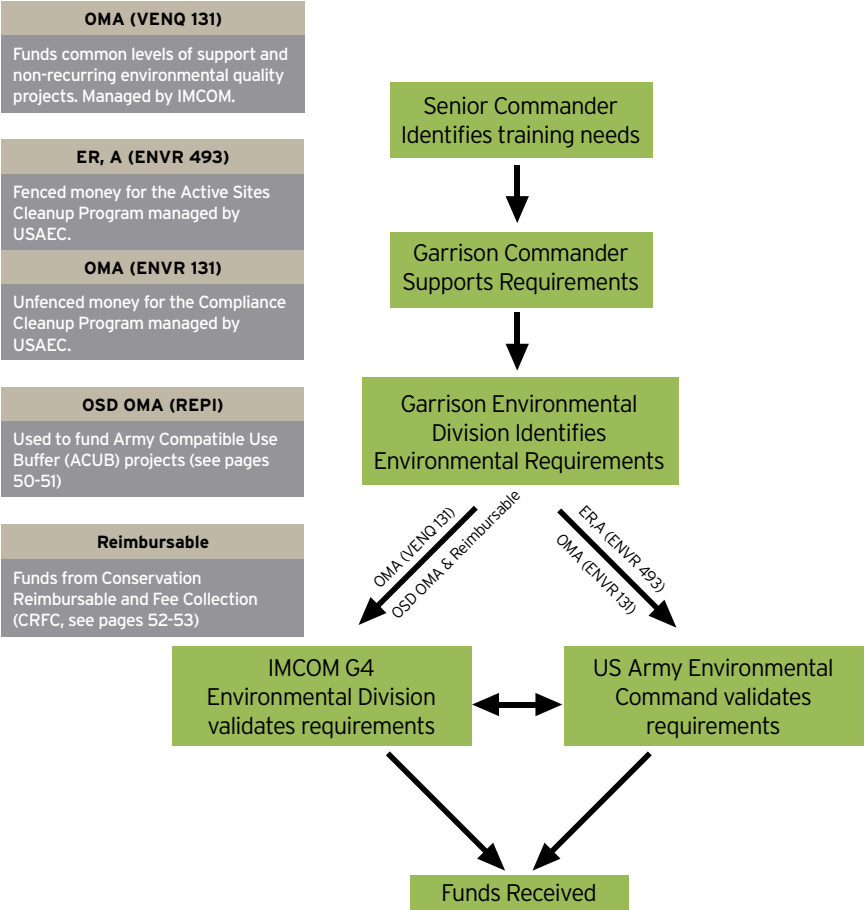 OMA (VENQ 131)
Funds common levels of support and
non-recurring environmental quality
projects. Managed by IMCOM.
ER, A (ENVR 493)
Fenced money for the Active Sites
Cleanup Program managed by
USAEC.
OMA (ENVR 131)
Unfenced money for the Compliance
Cleanup Program managed by
USAEC.
OSD OMA (REPI)
Used to fund Army Compatible Use
Buffer (ACUB) projects (see pages
50-51)
Reimbursable
Funds from Conservation
Reimbursable and Fee Collection
(CRFC, see pages 52-53)
Senior Commander
Identifies training needs
Garrison Commander
Supports Requirements
Garrison Environmental
Division Identifies
Environmental Requirements
OMA (VENQ 131)
OSD OMA & Reimbursable
ER,A (ENVR 493)
OMA (ENVR 131)
IMCOM G4
Environmental Division
validates requirements
US Army Environmental
Command validates
requirements
Funds Received